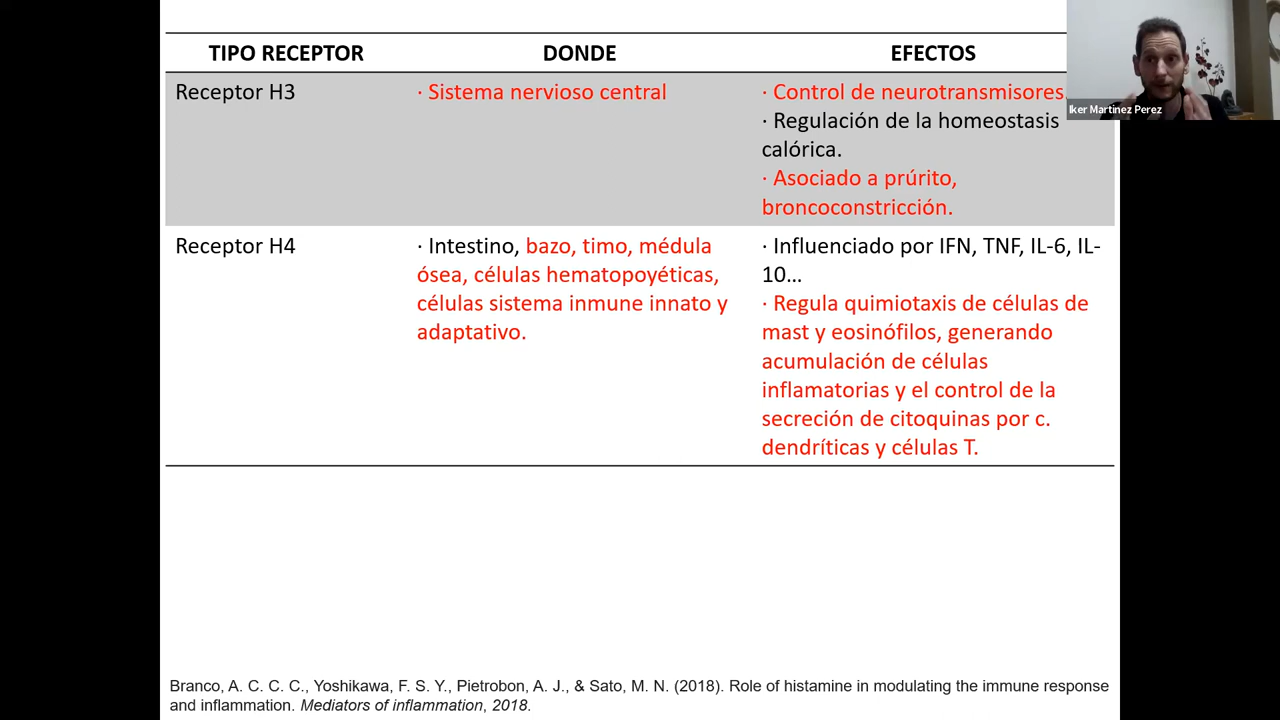 TIPO RECEPTOR DONDE EFECTOS
Iker Martinez Perez
Receptor H3 · Sistema nervioso central · Control de neurotransmisores.
· Regulación de la homeostasis
calórica.
· Asociado a prúrito,
broncoconstricción.
Receptor H4 · Intestino, bazo, timo, médula
ósea, células hematopoyéticas,
células sistema inmune innato y
adaptativo.
· Influenciado por IFN, TNF, IL-6, IL-
10...
· Regula quimiotaxis de células de
mast y eosinófilos, generando
acumulación de células
inflamatorias y el control de la
secreción de citoquinas por c.
dendríticas y células T.
Branco, A. C. C. C., Yoshikawa, F. S. Y., Pietrobon, A. J., & Sato, M. N. (2018). Role of histamine in modulating the immune response
and inflammation. Mediators of inflammation, 2018.